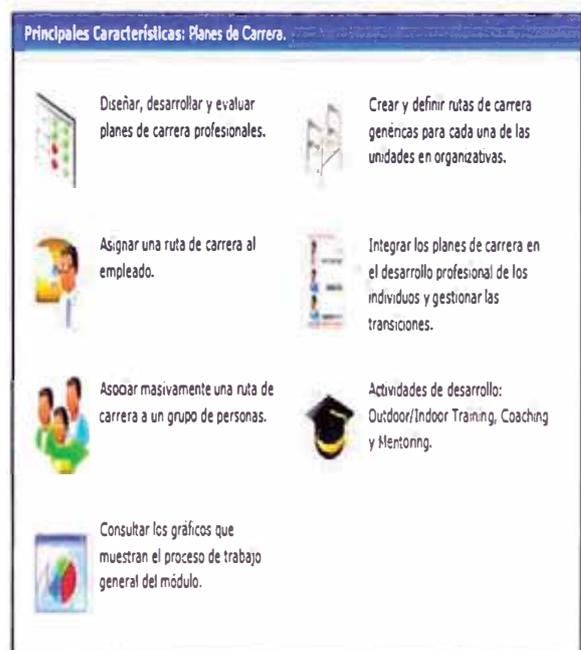 Principales Características: Planes de Carrera.
Diseñar, desarrollar y evaluar
planes de carrera profesionales.
Crear y definir rutas de carrera
genéricas para cada una de las
unidades en organizativas.
Asignar una ruta de carrera al
empleado.
Integrar los planes de carrera en
el desarrollo profesional de los
individuos y gestionar las
transiciones.
Asociar masivamente una ruta de
carrera a un grupo de personas.
Actividades de desarrollo:
Outdoor/Indoor Training, Coaching
y Mentoring.
Consultar los gráficos que
muestran el proceso de trabajo
general del módulo.